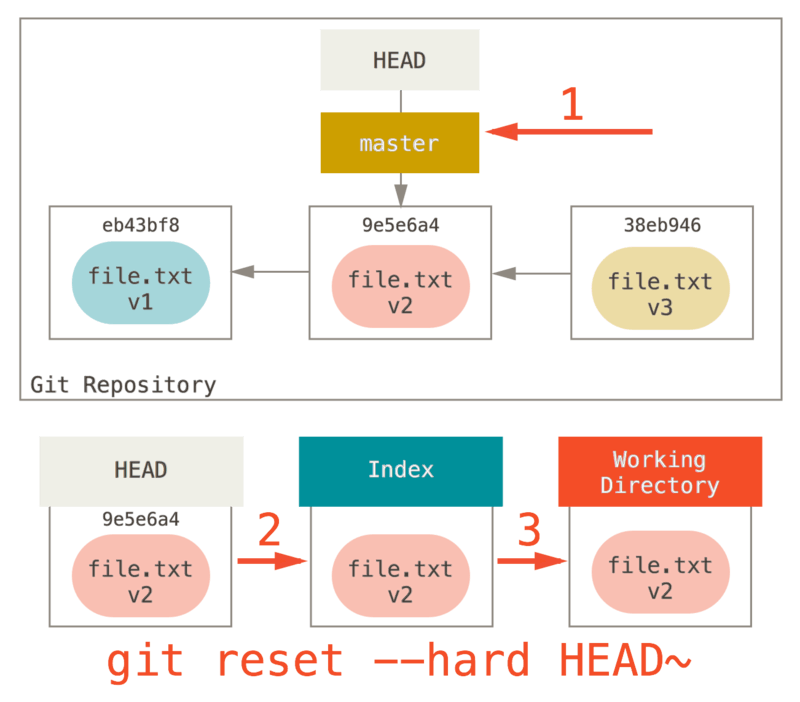 HEAD
1
master
eb43bf8
9e5e6a4
38eb946
file.txt
v1
file.txt
v2
file.txt
v3
Git Repository
HEAD
Index
Working
Directory
9e5e6a4
2
3
file.txt
v2
file.txt
v2
file.txt
v2
git reset --hard HEAD~